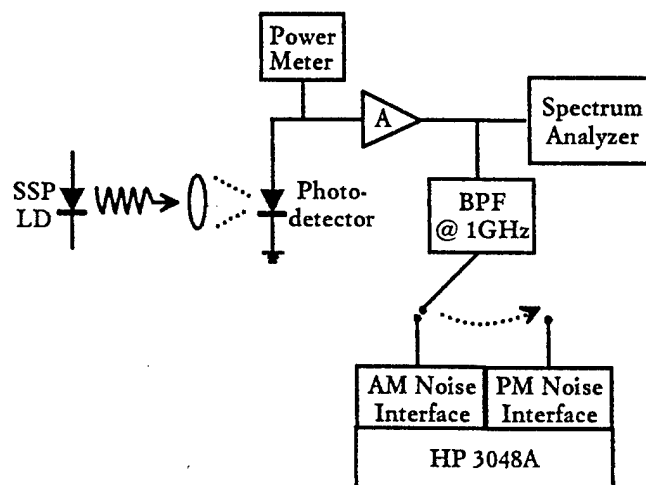 Power
Meter
A
Spectrum
Analyzer
SSP
LD
Photo-
detector
BPF
@ 1GHz
AM Noise
Interface
PM Noise
Interface
HP 3048A